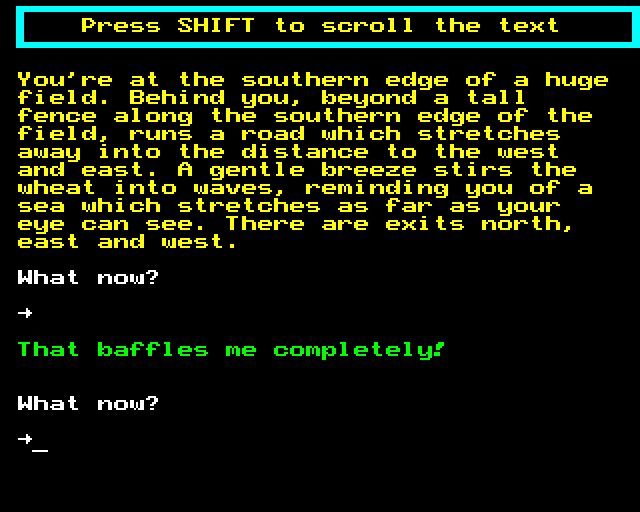 Press SHIFT to scroll the text
You're at the southern edge of a huge
field. Behind you, beyond a tall
fence along the southern edge of the
field, runs a road which stretches
away into the distance to the west
and east. A gentle breeze stirs the
wheat into waves, reminding you of a
sea which stretches as far as your
eye can see. There are exits north,
east and west.
What now?
→
That baffles me completely!
What now?
→_